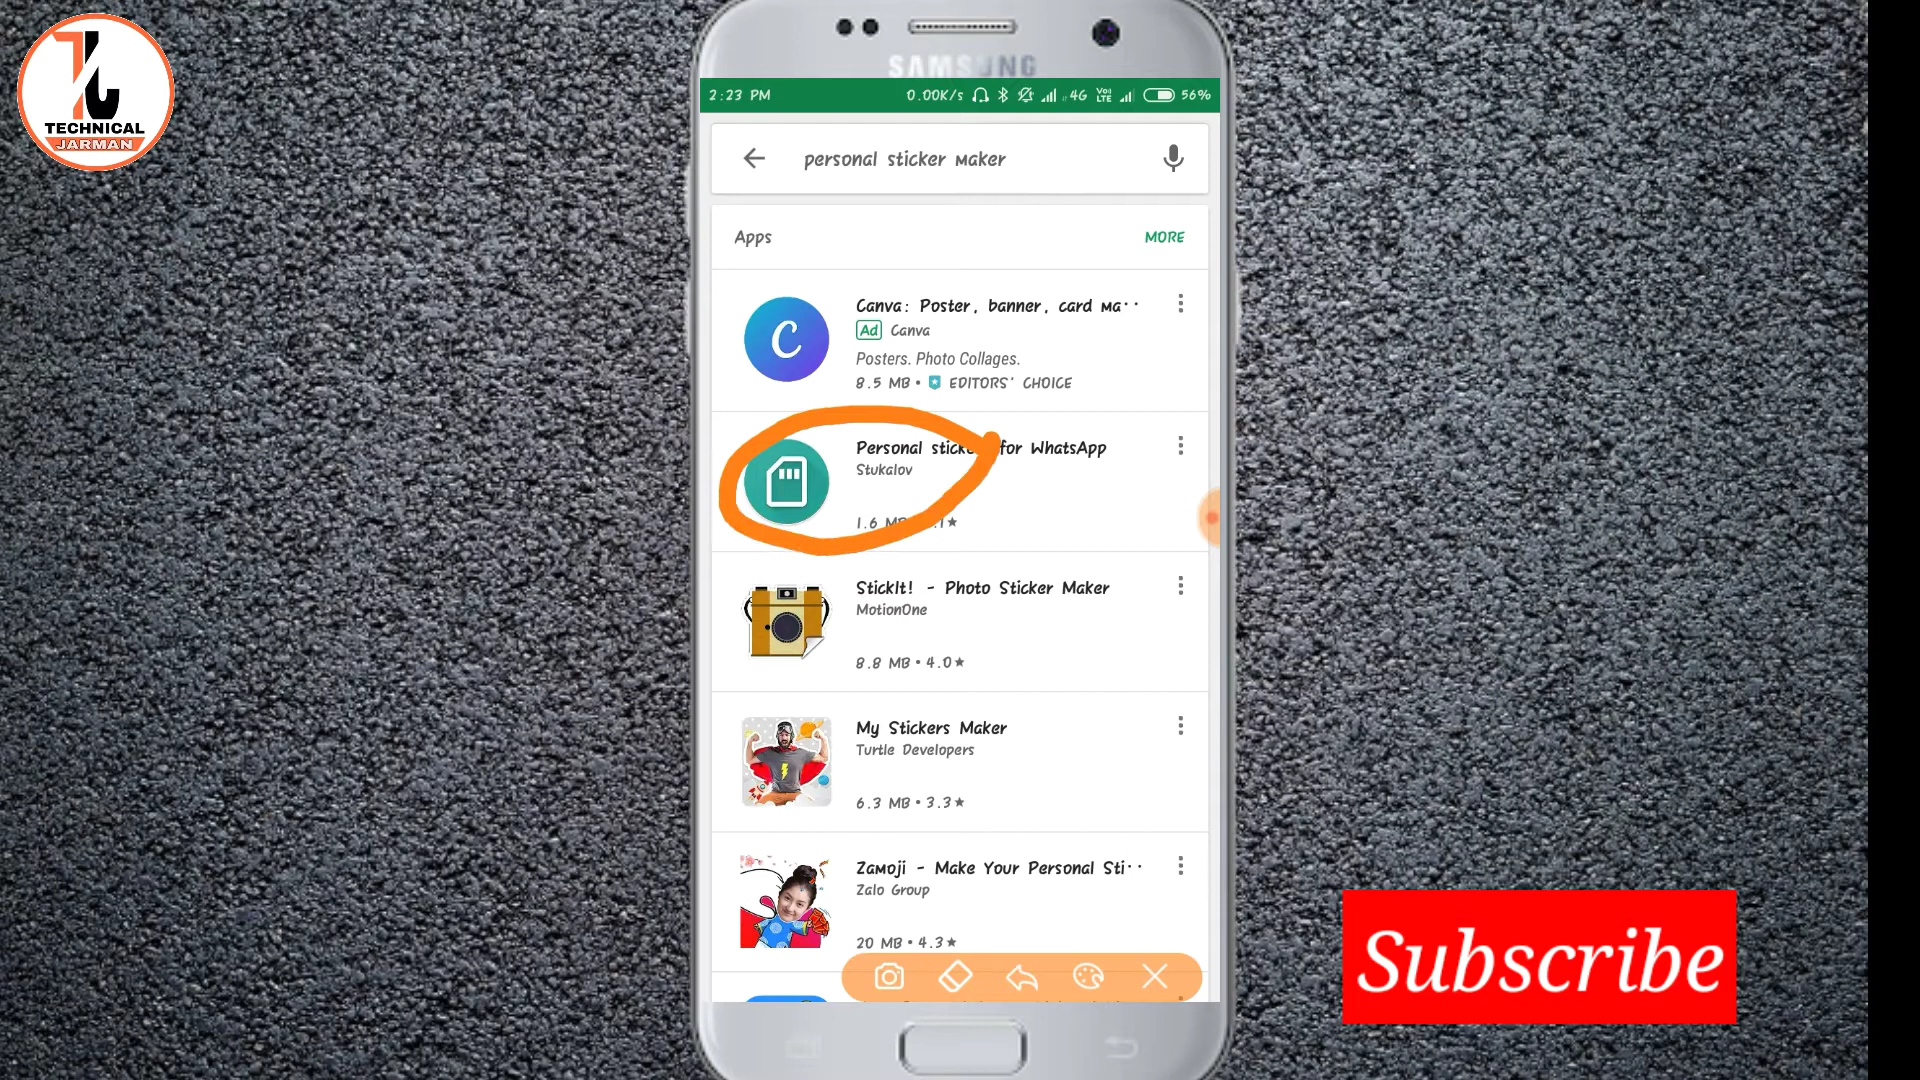 TECHNICAL
JARMAN
SAMSUNG
2:23 PM
0.00K/s 4G Vo) LTE 56%
personal sticker maker
Apps
MORE
C
Canva: Poster, banner, card ma··
Ad Canva
Posters. Photo Collages.
8.5 MB • EDITORS' CHOICE
Personal for WhatsApp
Stukalov
1.6 MB
StickIt! - Photo Sticker Maker
MotionOne
8.8 MB • 4.0★
My Stickers Maker
Turtle Developers
6.3 MB • 3.3★
Zamoji - Make Your Personal Sti··
Zalo Group
20 MB • 4.3★
Subscribe